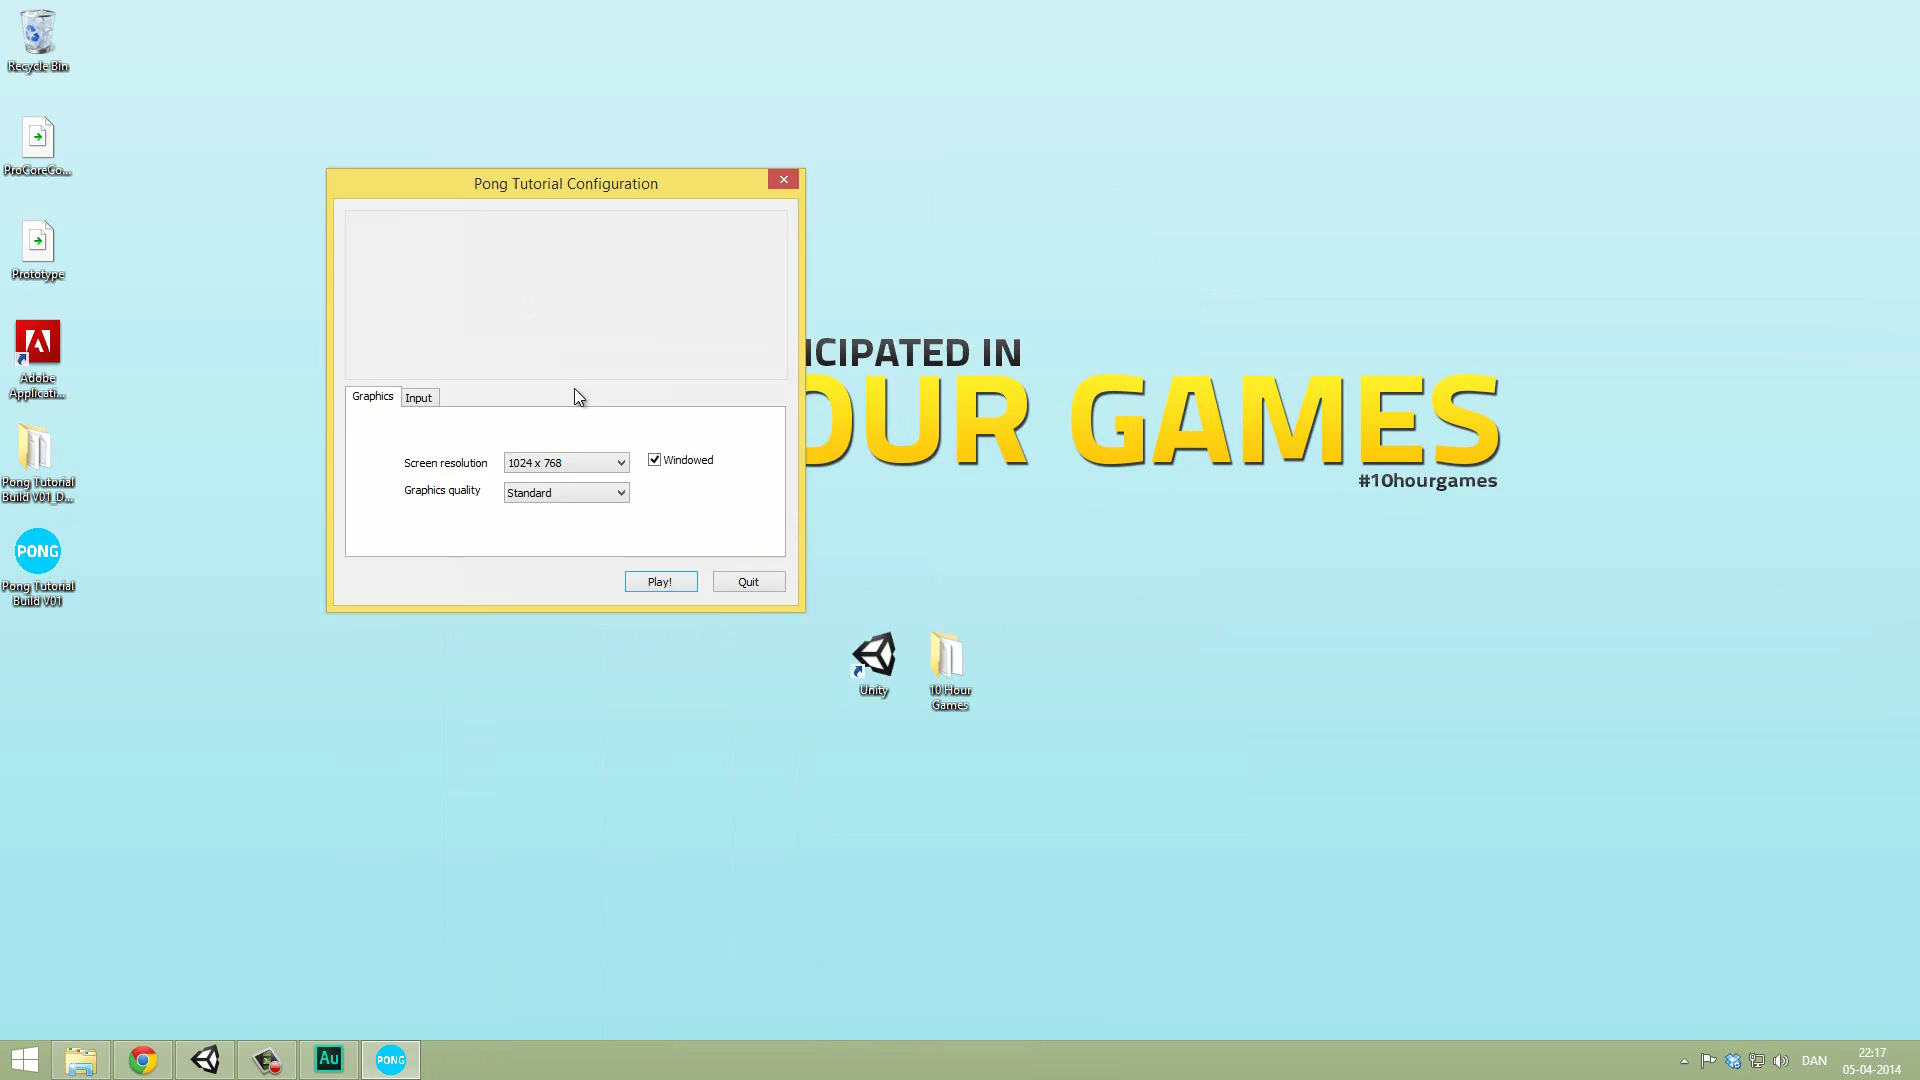 Recycle Bin
ProCoreCo...
Prototype
Adobe
Applicati...
Pong Tutorial
Build V01_D...
PONG
Pong Tutorial
Build V01
Pong Tutorial Configuration
Graphics
Input
Screen resolution
1024 x 768
Windowed
Graphics quality
Standard
Play!
Quit
ICIPATED IN
OUR GAMES
#10hourgames
Unity
10 Hour
Games
Au
PONG
DAN
22:17
05-04-2014